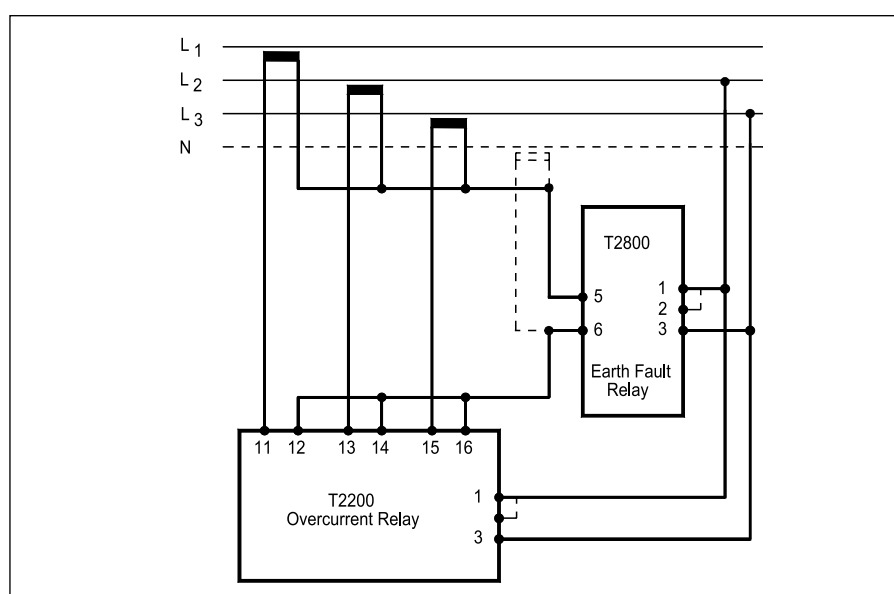 L1
L2
L3
N
T2800
1
5
2
6
3
Earth Fault
Relay
11 12 13 14 15 16
1
T2200
Overcurrent Relay
3